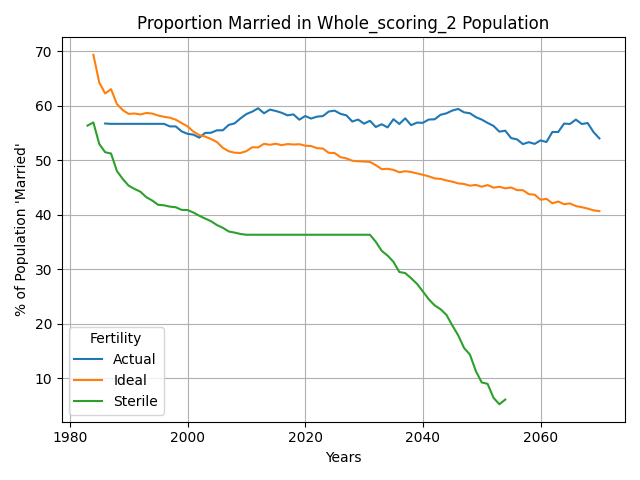 Proportion Married in Whole_scoring_2 Population
% of Population 'Married'
70
60
50
40
30
20
10
Fertility
Actual
Ideal
Sterile
1980 2000 2020 2040 2060
Years